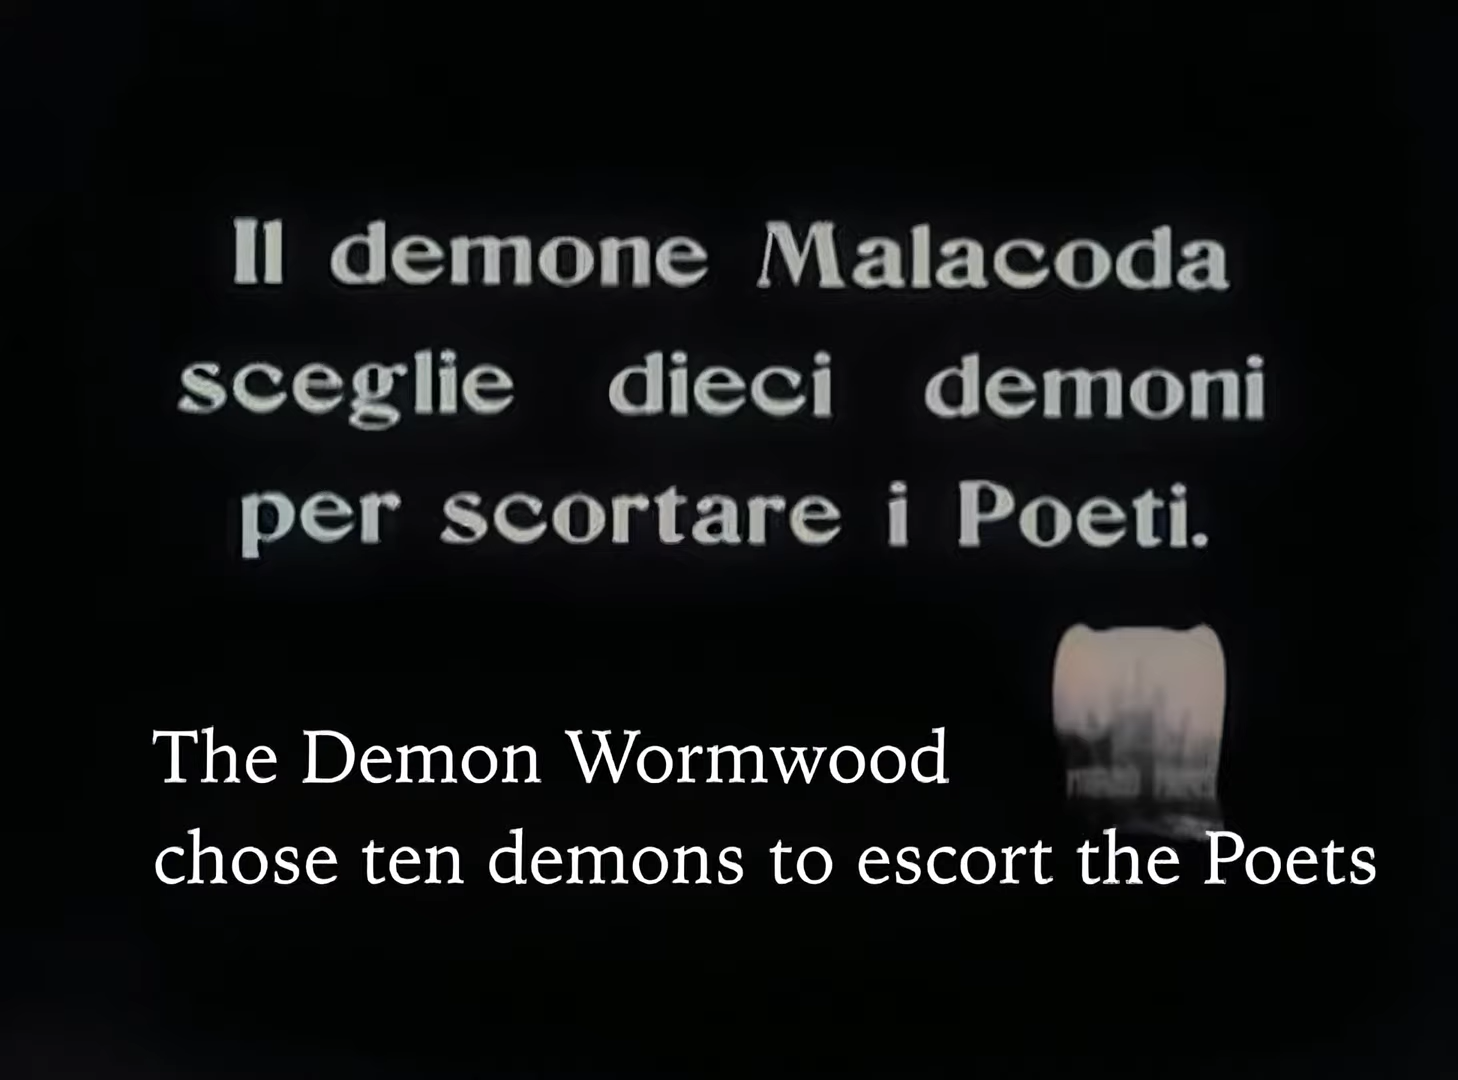 Il demone Malacoda
sceglie dieci demoni
per scortare i Poeti.
The Demon Wormwood
chose ten demons to escort the Poets